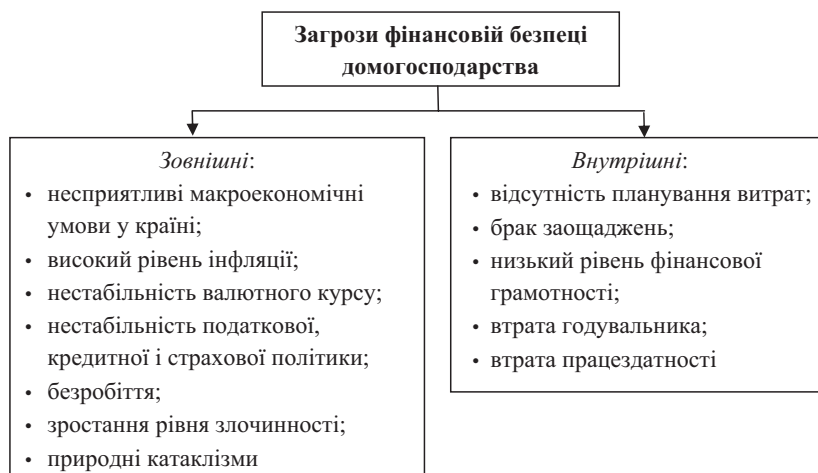 Загрози фінансовій безпеці
домогосподарства
Зовнішні:
• несприятливі макроекономічні
умови у країні;
• високий рівень інфляції;
• нестабільність валютного курсу;
• нестабільність податкової,
кредитної і страхової політики;
• безробіття;
• зростання рівня злочинності;
• природні катаклізми
Внутрішні:
• відсутність планування витрат;
• брак заощаджень;
• низький рівень фінансової
грамотності;
• втрата годувальника;
• втрата працездатності